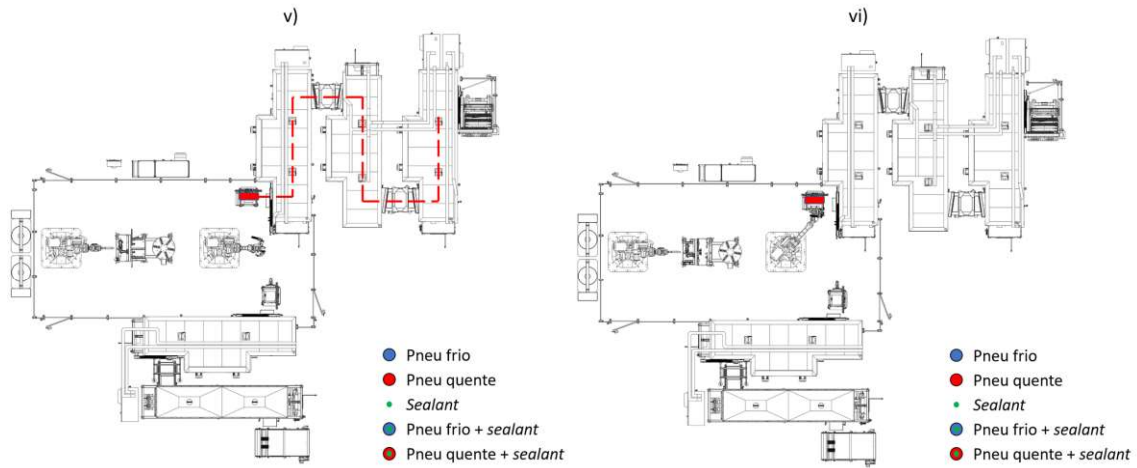 v)
vi)
Pneu frio
Pneu quente
Sealant
Pneu frio + sealant
Pneu quente + sealant
Pneu frio
Pneu quente
Sealant
Pneu frio + sealant
Pneu quente + sealant